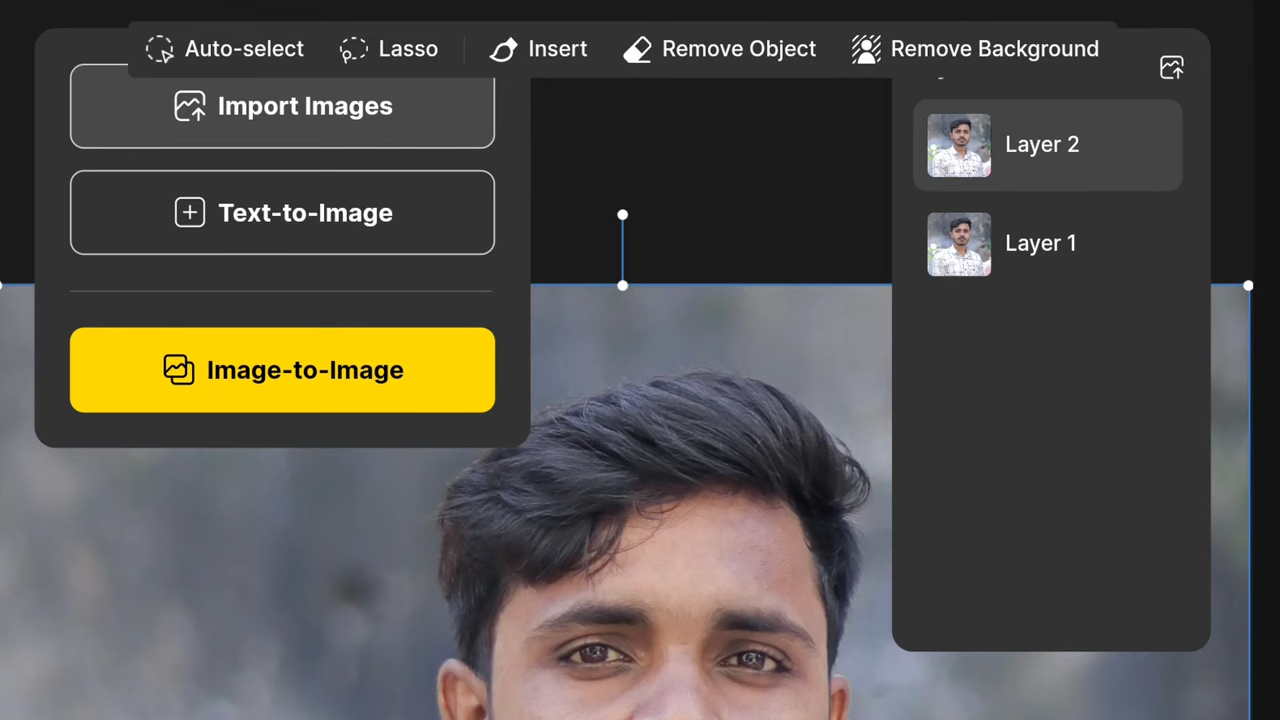 Auto-select Lasso Insert Remove Object Remove Background
Import Images
Text-to-Image
Image-to-Image
Layer 2
Layer 1